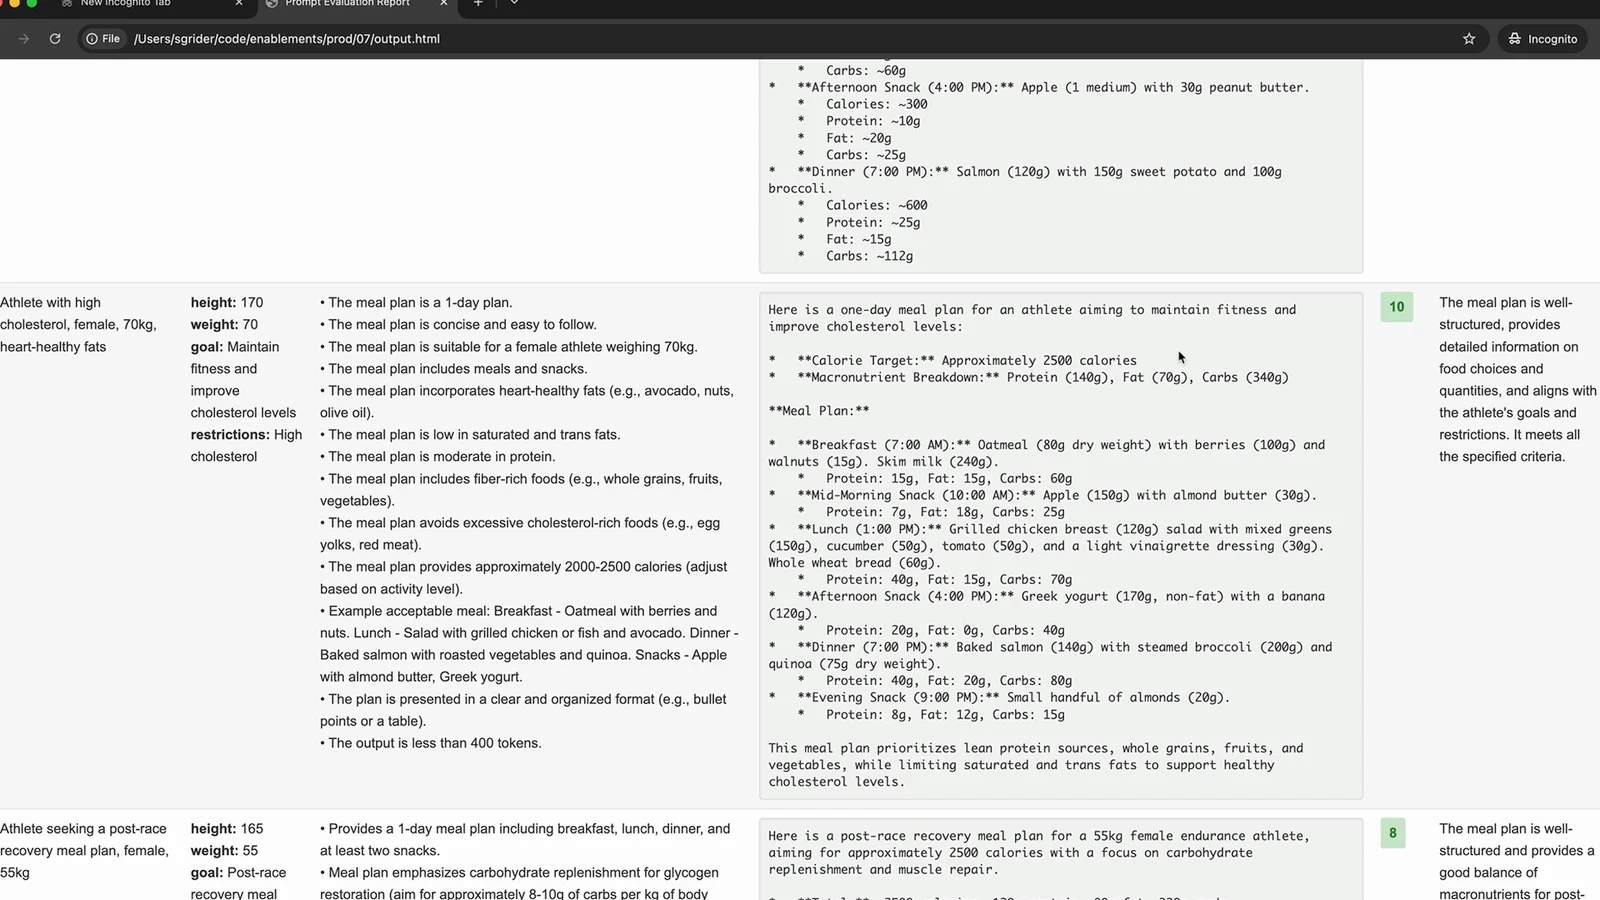 New Incognito Tab
Prompt Evaluation Report
File /Users/sgrider/code/enablements/prod/07/output.html
Incognito
* Carbs: ~60g
* **Afternoon Snack (4:00 PM):** Apple (1 medium) with 30g peanut butter.
* Calories: ~300
* Protein: ~10g
* Fat: ~20g
* Carbs: ~25g
* **Dinner (7:00 PM):** Salmon (120g) with 150g sweet potato and 100g
broccoli.
* Calories: ~600
* Protein: ~25g
* Fat: ~15g
* Carbs: ~112g
Athlete with high
cholesterol, female, 70kg,
heart-healthy fats
height: 170
weight: 70
goal: Maintain
fitness and
improve
cholesterol levels
restrictions: High
cholesterol
• The meal plan is a 1-day plan.
• The meal plan is concise and easy to follow.
• The meal plan is suitable for a female athlete weighing 70kg.
• The meal plan includes meals and snacks.
• The meal plan incorporates heart-healthy fats (e.g., avocado, nuts,
olive oil).
• The meal plan is low in saturated and trans fats.
• The meal plan is moderate in protein.
• The meal plan includes fiber-rich foods (e.g., whole grains, fruits,
vegetables).
• The meal plan avoids excessive cholesterol-rich foods (e.g., egg
yolks, red meat).
• The meal plan provides approximately 2000-2500 calories (adjust
based on activity level).
• Example acceptable meal: Breakfast - Oatmeal with berries and
nuts. Lunch - Salad with grilled chicken or fish and avocado. Dinner -
Baked salmon with roasted vegetables and quinoa. Snacks - Apple
with almond butter, Greek yogurt.
• The plan is presented in a clear and organized format (e.g., bullet
points or a table).
• The output is less than 400 tokens.
Here is a one-day meal plan for an athlete aiming to maintain fitness and
improve cholesterol levels:
* **Calorie Target:** Approximately 2500 calories
* **Macronutrient Breakdown:** Protein (140g), Fat (70g), Carbs (340g)
**Meal Plan:**
* **Breakfast (7:00 AM):** Oatmeal (80g dry weight) with berries (100g) and
walnuts (15g). Skim milk (240g).
* Protein: 15g, Fat: 15g, Carbs: 60g
* **Mid-Morning Snack (10:00 AM):** Apple (150g) with almond butter (30g).
* Protein: 7g, Fat: 18g, Carbs: 25g
* **Lunch (1:00 PM):** Grilled chicken breast (120g) salad with mixed greens
(150g), cucumber (50g), tomato (50g), and a light vinaigrette dressing (30g).
Whole wheat bread (60g).
* Protein: 40g, Fat: 15g, Carbs: 70g
* **Afternoon Snack (4:00 PM):** Greek yogurt (170g, non-fat) with a banana
(120g).
* Protein: 20g, Fat: 0g, Carbs: 40g
* **Dinner (7:00 PM):** Baked salmon (140g) with steamed broccoli (200g) and
quinoa (75g dry weight).
* Protein: 40g, Fat: 20g, Carbs: 80g
* **Evening Snack (9:00 PM):** Small handful of almonds (20g).
* Protein: 8g, Fat: 12g, Carbs: 15g
This meal plan prioritizes lean protein sources, whole grains, fruits, and
vegetables, while limiting saturated and trans fats to support healthy
cholesterol levels.
10
The meal plan is well-
structured, provides
detailed information on
food choices and
quantities, and aligns with
the athlete's goals and
restrictions. It meets all
the specified criteria.
Athlete seeking a post-race
recovery meal plan, female,
55kg
height: 165
weight: 55
goal: Post-race
recovery meal
• Provides a 1-day meal plan including breakfast, lunch, dinner, and
at least two snacks.
• Meal plan emphasizes carbohydrate replenishment for glycogen
restoration (aim for approximately 8-10g of carbs per kg of body
Here is a post-race recovery meal plan for a 55kg female endurance athlete,
aiming for approximately 2500 calories with a focus on carbohydrate
replenishment and muscle repair.
8
The meal plan is well-
structured and provides a
good balance of
macronutrients for post-